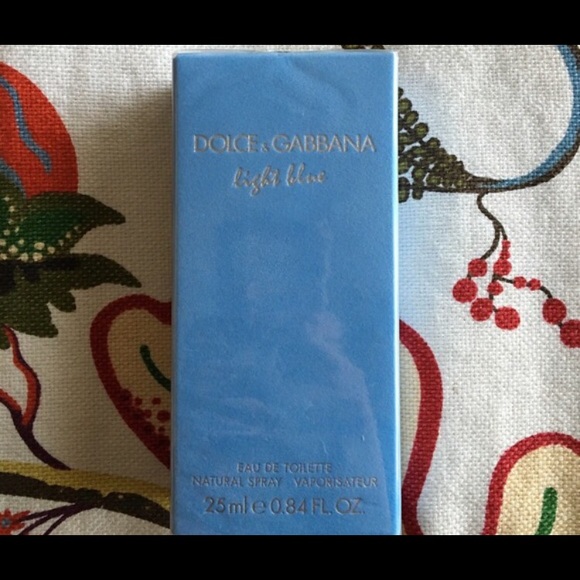 DOLCE & GABBANA
light blue
EAU DE TOILETTE
NATURAL SPRAY VAPORISATEUR
25ml e 0.84 FL. OZ.